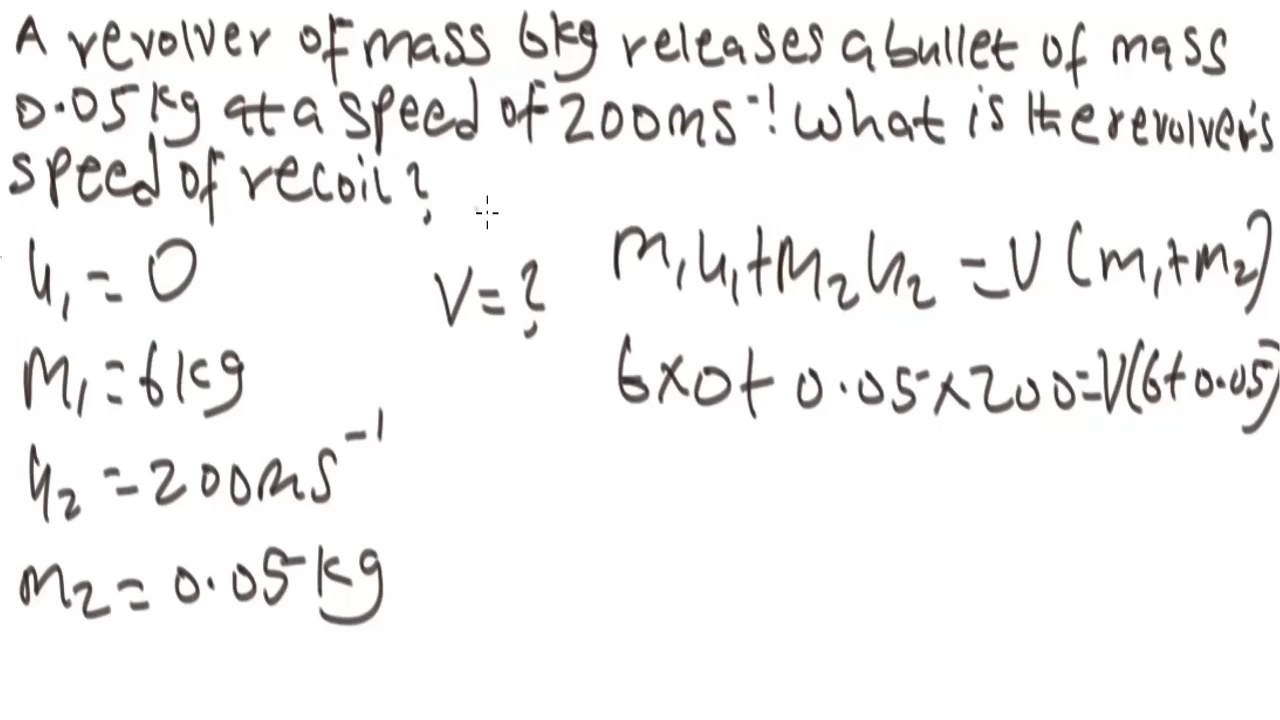 A revolver of mass 6kg releases a bullet of mass
0.05kg at a speed of 200ms⁻¹. What is the revolver's
speed of recoil?
u₁ = 0
V = ?
m₁u₁ + m₂u₂ = V(m₁+m₂)
m₁ = 6kg
6×0 + 0.05×200 = V(6+0.05)
u₂ = 200ms⁻¹
m₂ = 0.05kg